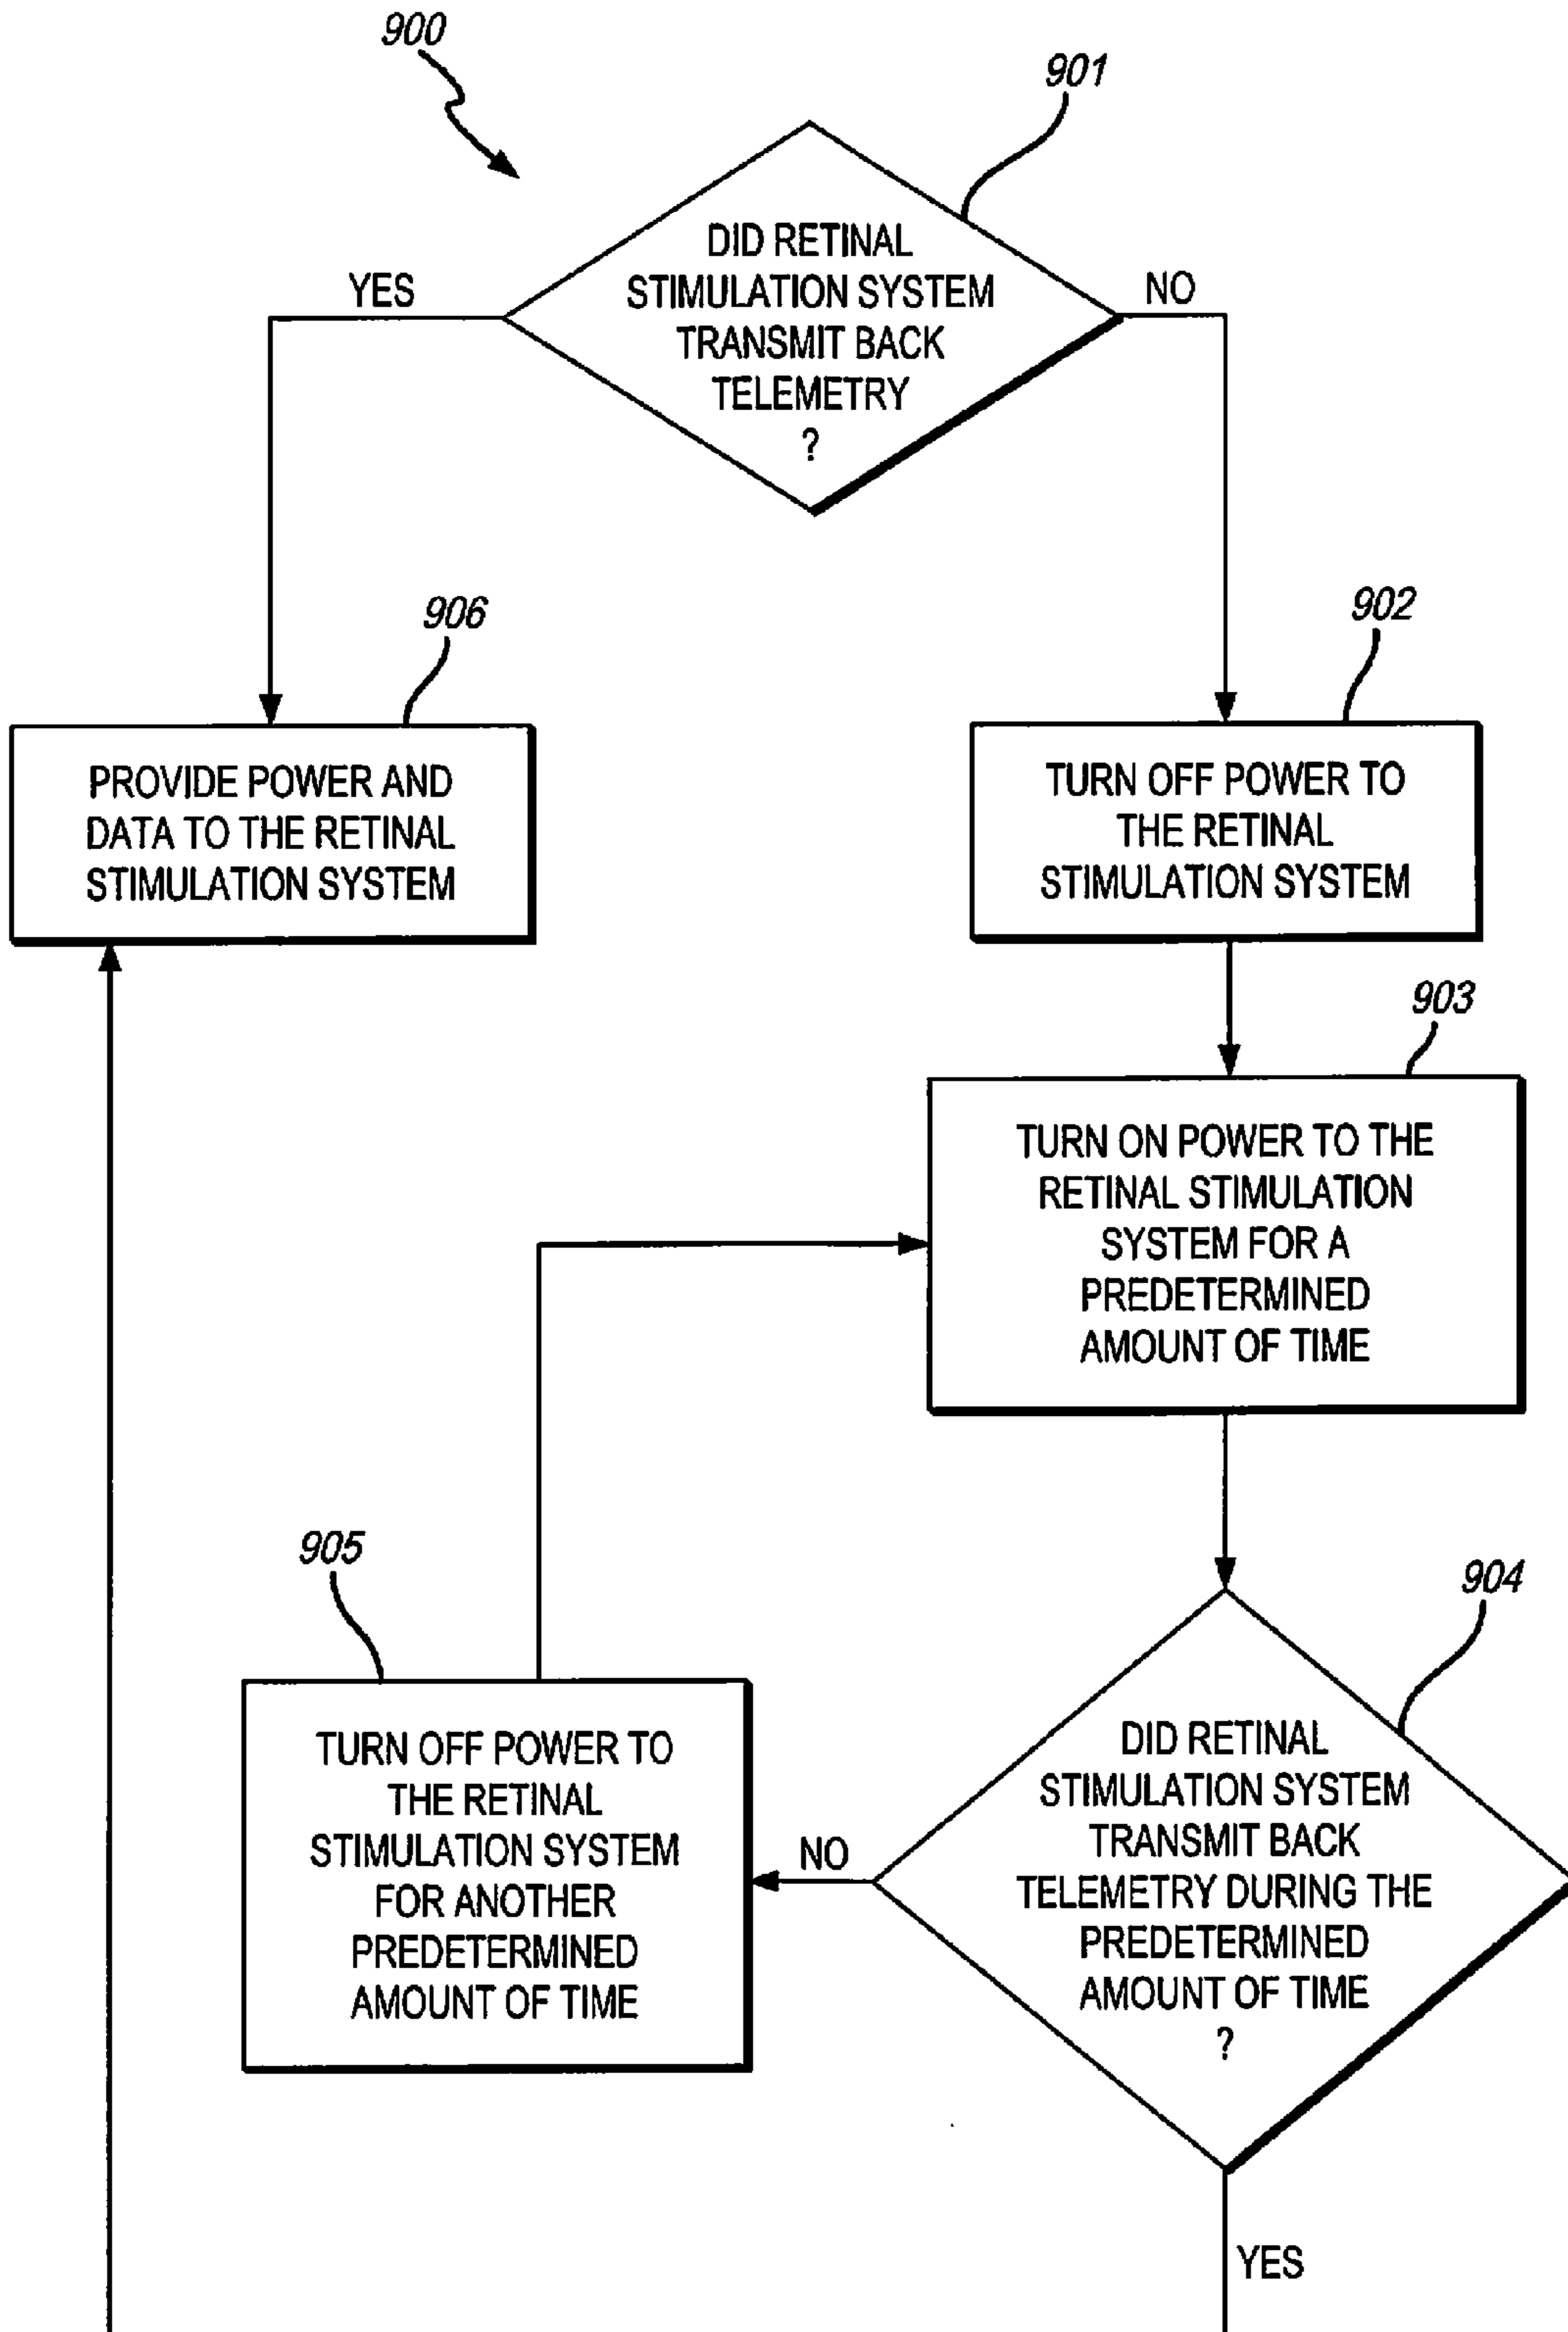 900
901
DID RETINAL
STIMULATION SYSTEM
TRANSMIT BACK
TELEMETRY
?
YES
NO
906
PROVIDE POWER AND
DATA TO THE RETINAL
STIMULATION SYSTEM
902
TURN OFF POWER TO
THE RETINAL
STIMULATION SYSTEM
903
TURN ON POWER TO THE
RETINAL STIMULATION
SYSTEM FOR A
PREDETERMINED
AMOUNT OF TIME
904
DID RETINAL
STIMULATION SYSTEM
TRANSMIT BACK
TELEMETRY DURING THE
PREDETERMINED
AMOUNT OF TIME
?
NO
905
TURN OFF POWER TO
THE RETINAL
STIMULATION SYSTEM
FOR ANOTHER
PREDETERMINED
AMOUNT OF TIME
YES